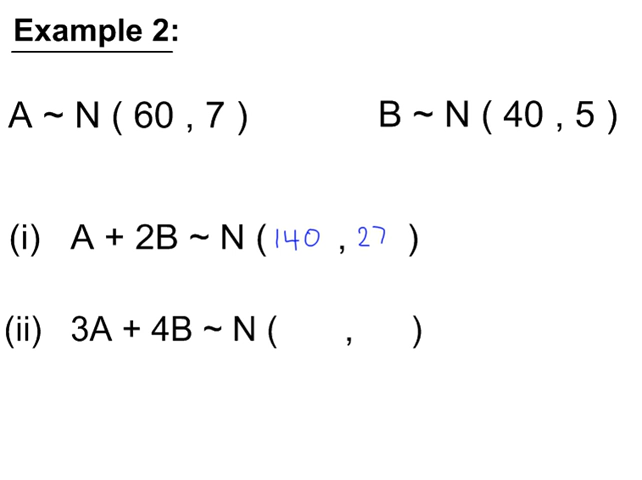 Example 2:
A ~ N ( 60 , 7 ) B ~ N ( 40 , 5 )
(i) A + 2B ~ N ( 140 , 27 )
(ii) 3A + 4B ~ N ( , )